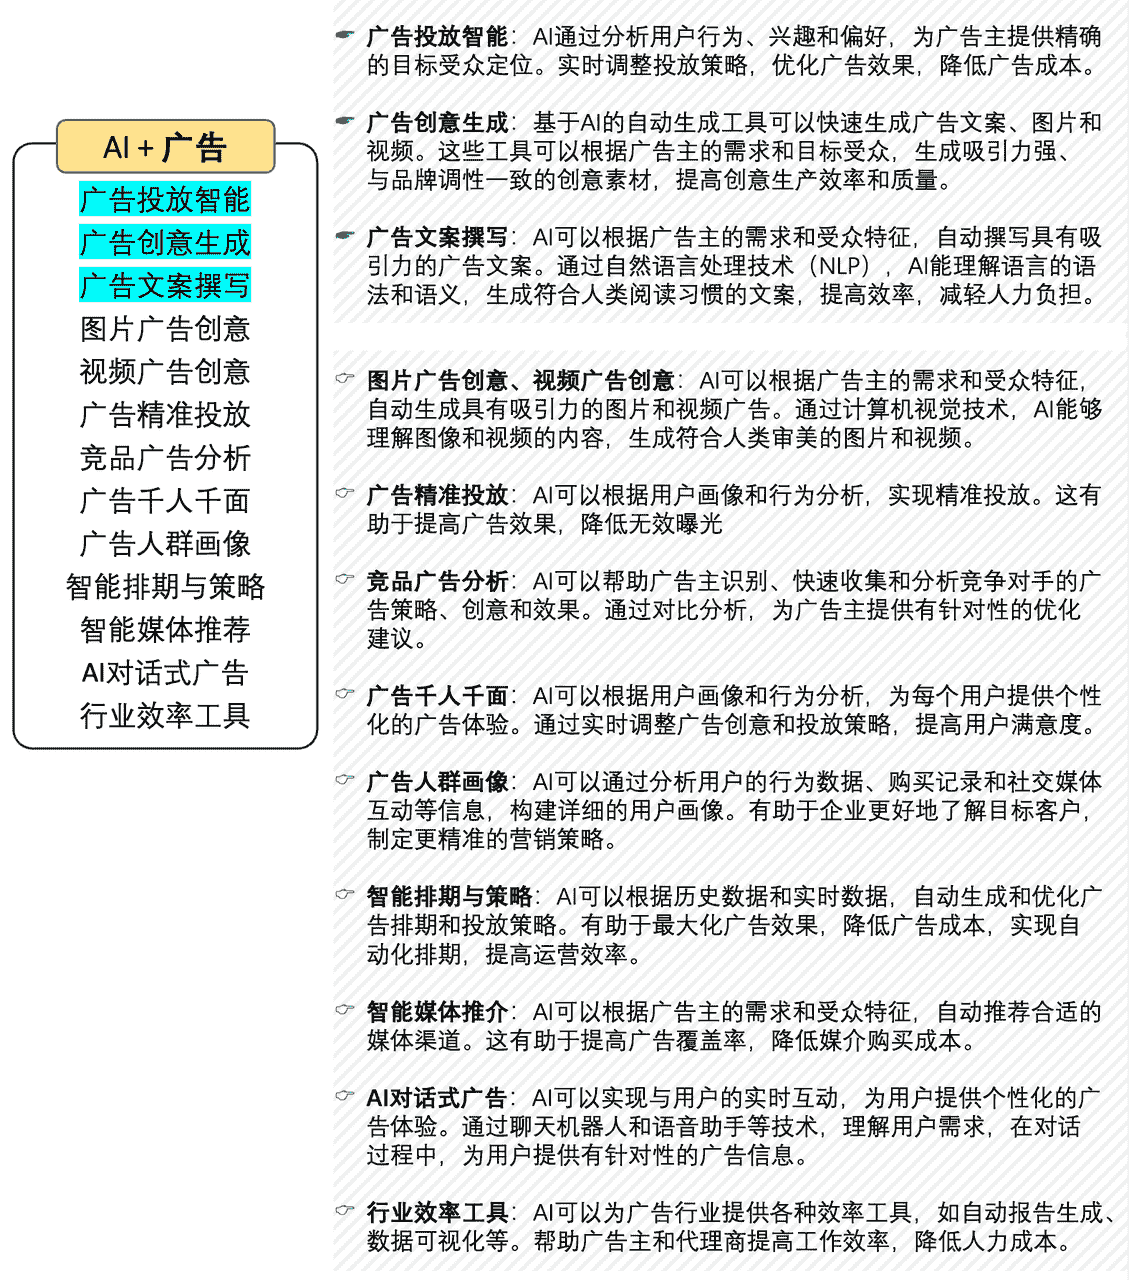 AI + 广告
广告投放智能
广告创意生成
广告文案撰写
图片广告创意
视频广告创意
广告精准投放
竞品广告分析
广告千人千面
广告人群画像
智能排期与策略
智能媒体推荐
AI对话式广告
行业效率工具
广告投放智能：AI通过分析用户行为、兴趣和偏好，为广告主提供精确
的目标受众定位。实时调整投放策略，优化广告效果，降低广告成本。
广告创意生成：基于AI的自动生成工具可以快速生成广告文案、图片和
视频。这些工具可以根据广告主的需求和目标受众，生成吸引力强、
与品牌调性一致的创意素材，提高创意生产效率和质量。
广告文案撰写：AI可以根据广告主的需求和受众特征，自动撰写具有吸
引力的广告文案。通过自然语言处理技术（NLP），AI能理解语言的语
法和语义，生成符合人类阅读习惯的文案，提高效率，减轻人力负担。
图片广告创意、视频广告创意：AI可以根据广告主的需求和受众特征，
自动生成具有吸引力的图片和视频广告。通过计算机视觉技术，AI能够
理解图像和视频的内容，生成符合人类审美的图片和视频。
广告精准投放：AI可以根据用户画像和行为分析，实现精准投放。这有
助于提高广告效果，降低无效曝光
竞品广告分析：AI可以帮助广告主识别、快速收集和分析竞争对手的广
告策略、创意和效果。通过对比分析，为广告主提供有针对性的优化
建议。
广告千人千面：AI可以根据用户画像和行为分析，为每个用户提供个性
化的广告体验。通过实时调整广告创意和投放策略，提高用户满意度。
广告人群画像：AI可以通过分析用户的行为数据、购买记录和社交媒体
互动等信息，构建详细的用户画像。有助于企业更好地了解目标客户，
制定更精准的营销策略。
智能排期与策略：AI可以根据历史数据和实时数据，自动生成和优化广
告排期和投放策略。有助于最大化广告效果，降低广告成本，实现自
动化排期，提高运营效率。
智能媒体推介：AI可以根据广告主的需求和受众特征，自动推荐合适的
媒体渠道。这有助于提高广告覆盖率，降低媒介购买成本。
AI对话式广告：AI可以实现与用户的实时互动，为用户提供个性化的广
告体验。通过聊天机器人和语音助手等技术，理解用户需求，在对话
过程中，为用户提供有针对性的广告信息。
行业效率工具：AI可以为广告行业提供各种效率工具，如自动报告生成、
数据可视化等。帮助广告主和代理商提高工作效率，降低人力成本。